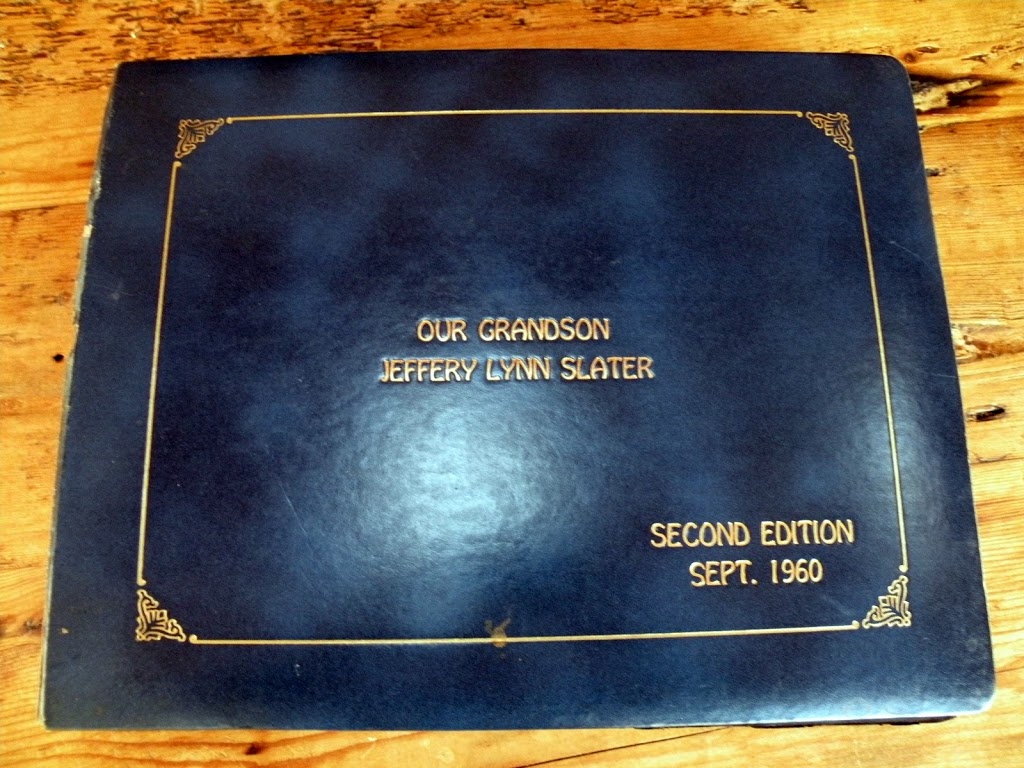 OUR GRANDSON
JEFFERY LYNN SLATER
SECOND EDITION
SEPT. 1960